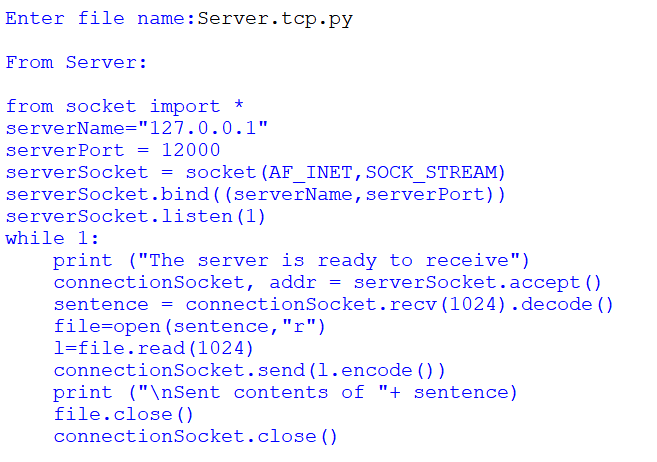 Enter file name:Server.tcp.py
From Server:
from socket import *
serverName="127.0.0.1"
serverPort = 12000
serverSocket = socket(AF_INET,SOCK_STREAM)
serverSocket.bind((serverName,serverPort))
serverSocket.listen(1)
while 1:
    print ("The server is ready to receive")
    connectionSocket, addr = serverSocket.accept()
    sentence = connectionSocket.recv(1024).decode()
    file=open(sentence,"r")
    l=file.read(1024)
    connectionSocket.send(l.encode())
    print ("\nSent contents of "+ sentence)
    file.close()
    connectionSocket.close()